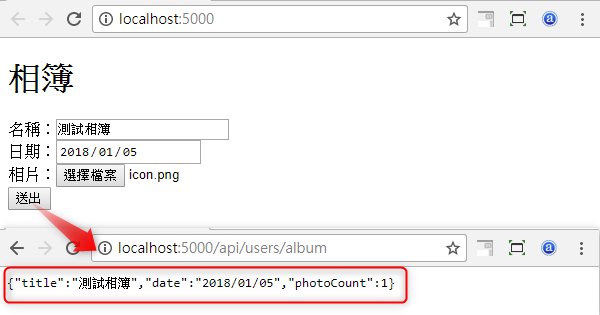 localhost:5000
相簿
名稱：測試相簿
日期：2018/01/05
相片：選擇檔案 icon.png
送出
localhost:5000/api/users/album
{"title":"測試相簿","date":"2018/01/05","photoCount":1}